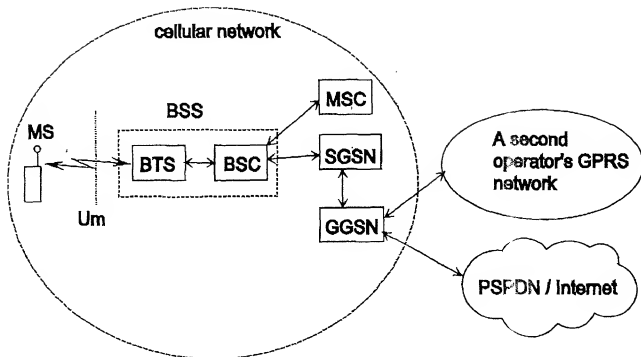 cellular network
BSS
MSC
MS
BTS
BSC
SGSN
A second
operator's GPRS
network
Um
GGSN
PSPDN / Internet